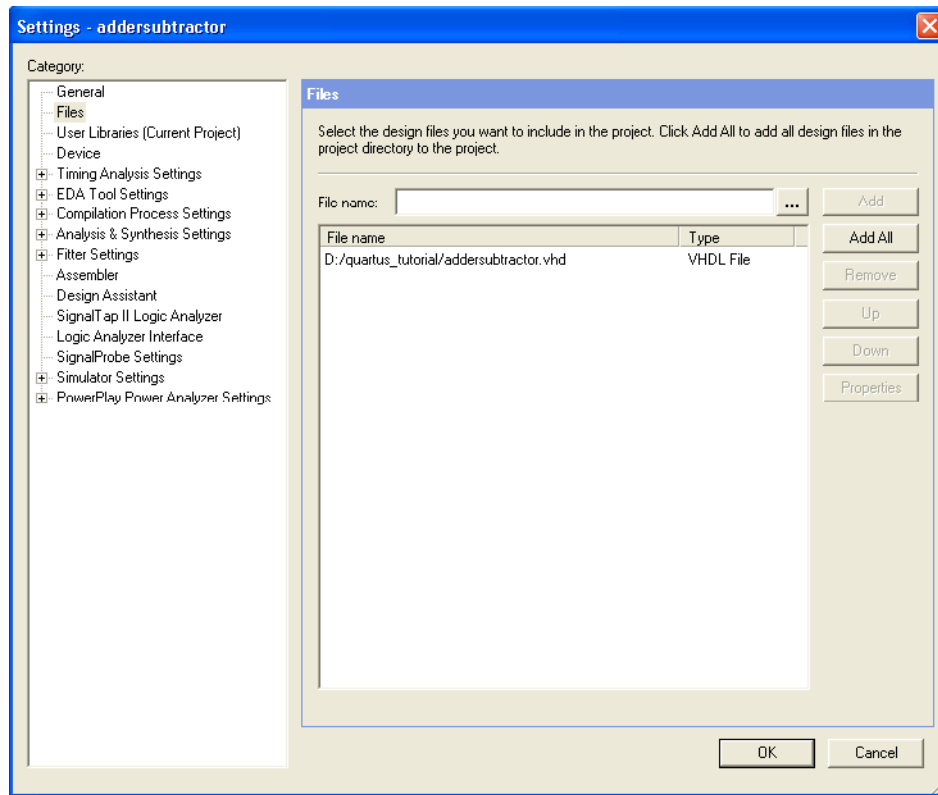 Settings - addersubtractor
Category:
General
Files
User Libraries (Current Project)
Device
Timing Analysis Settings
EDA Tool Settings
Compilation Process Settings
Analysis & Synthesis Settings
Fitter Settings
Assembler
Design Assistant
SignalTap II Logic Analyzer
Logic Analyzer Interface
SignalProbe Settings
Simulator Settings
PowerPlay Power Analyzer Settings
Files
Select the design files you want to include in the project. Click Add All to add all design files in the
project directory to the project.
File name:
...
Add
File name Type
Add All
D:/quartus_tutorial/addersubtractor.vhd VHDL File
Remove
Up
Down
Properties
OK Cancel